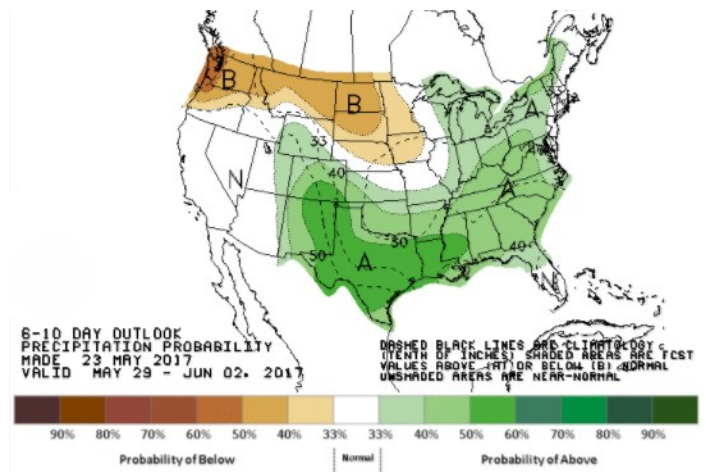 B
B
A
33
N
40
A
50
50
A
40
N
6-10 DAY OUTLOOK
PRECIPITATION PROBABILITY
MADE 23 MAY 2017
VALID MAY 29 - JUN 02, 2017
DASHED BLACK LINES ARE CLIMATOLOGY
(TENTH OF INCHES) SHADED AREAS ARE FCST
VALUES ABOVE (A) OR BELOW (B) NORMAL
UNSHADED AREAS ARE NEAR-NORMAL
90% 80% 70% 60% 50% 40% 33% 33% 40% 50% 60% 70% 80% 90%
Probability of Below Normal Probability of Above